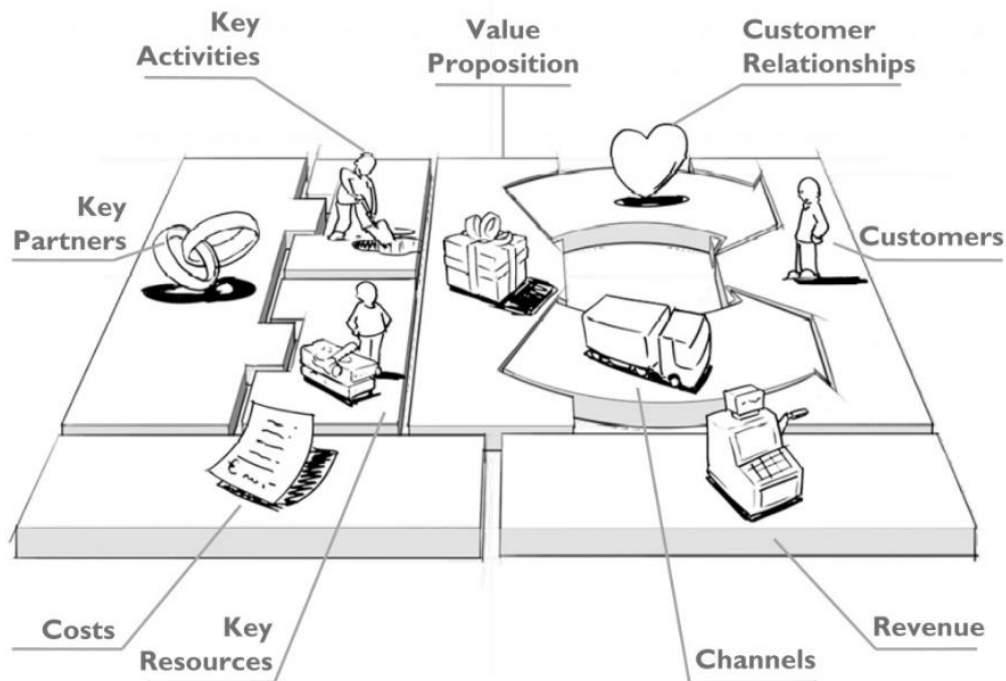 Key
Activities
Value
Proposition
Customer
Relationships
Key
Partners
Customers
Costs
Key
Resources
Channels
Revenue